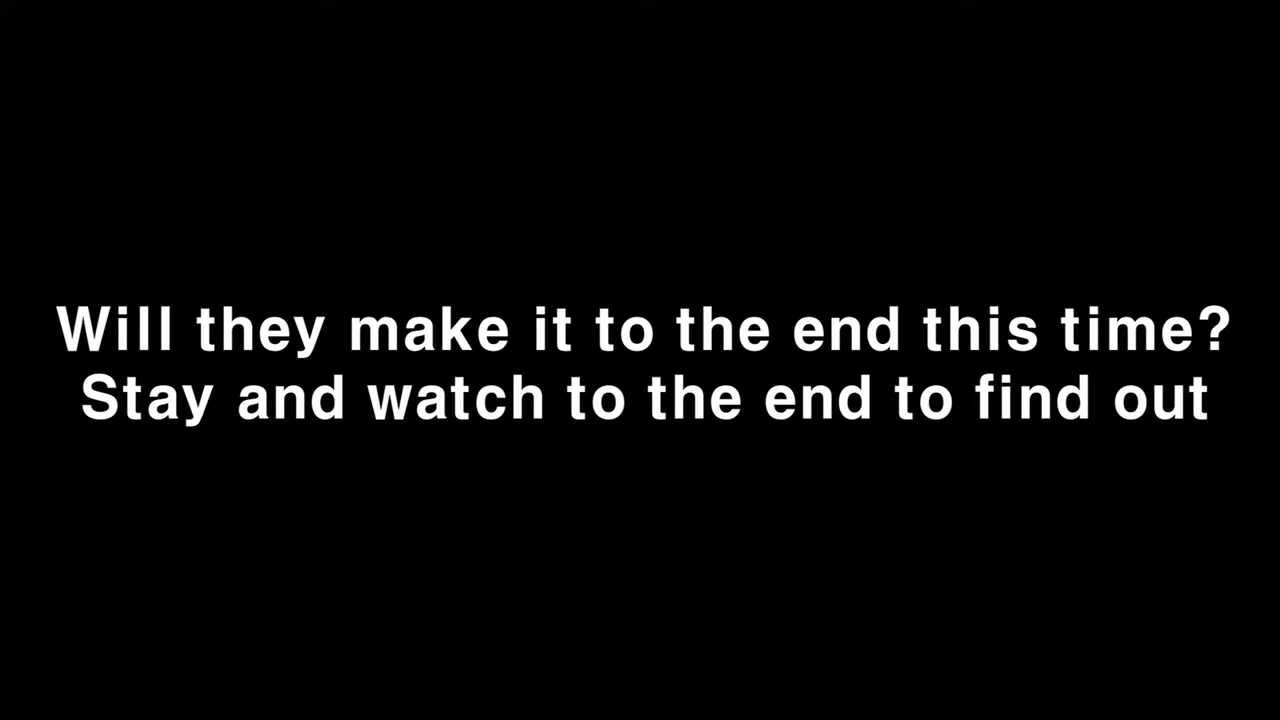 Will they make it to the end this time?
Stay and watch to the end to find out